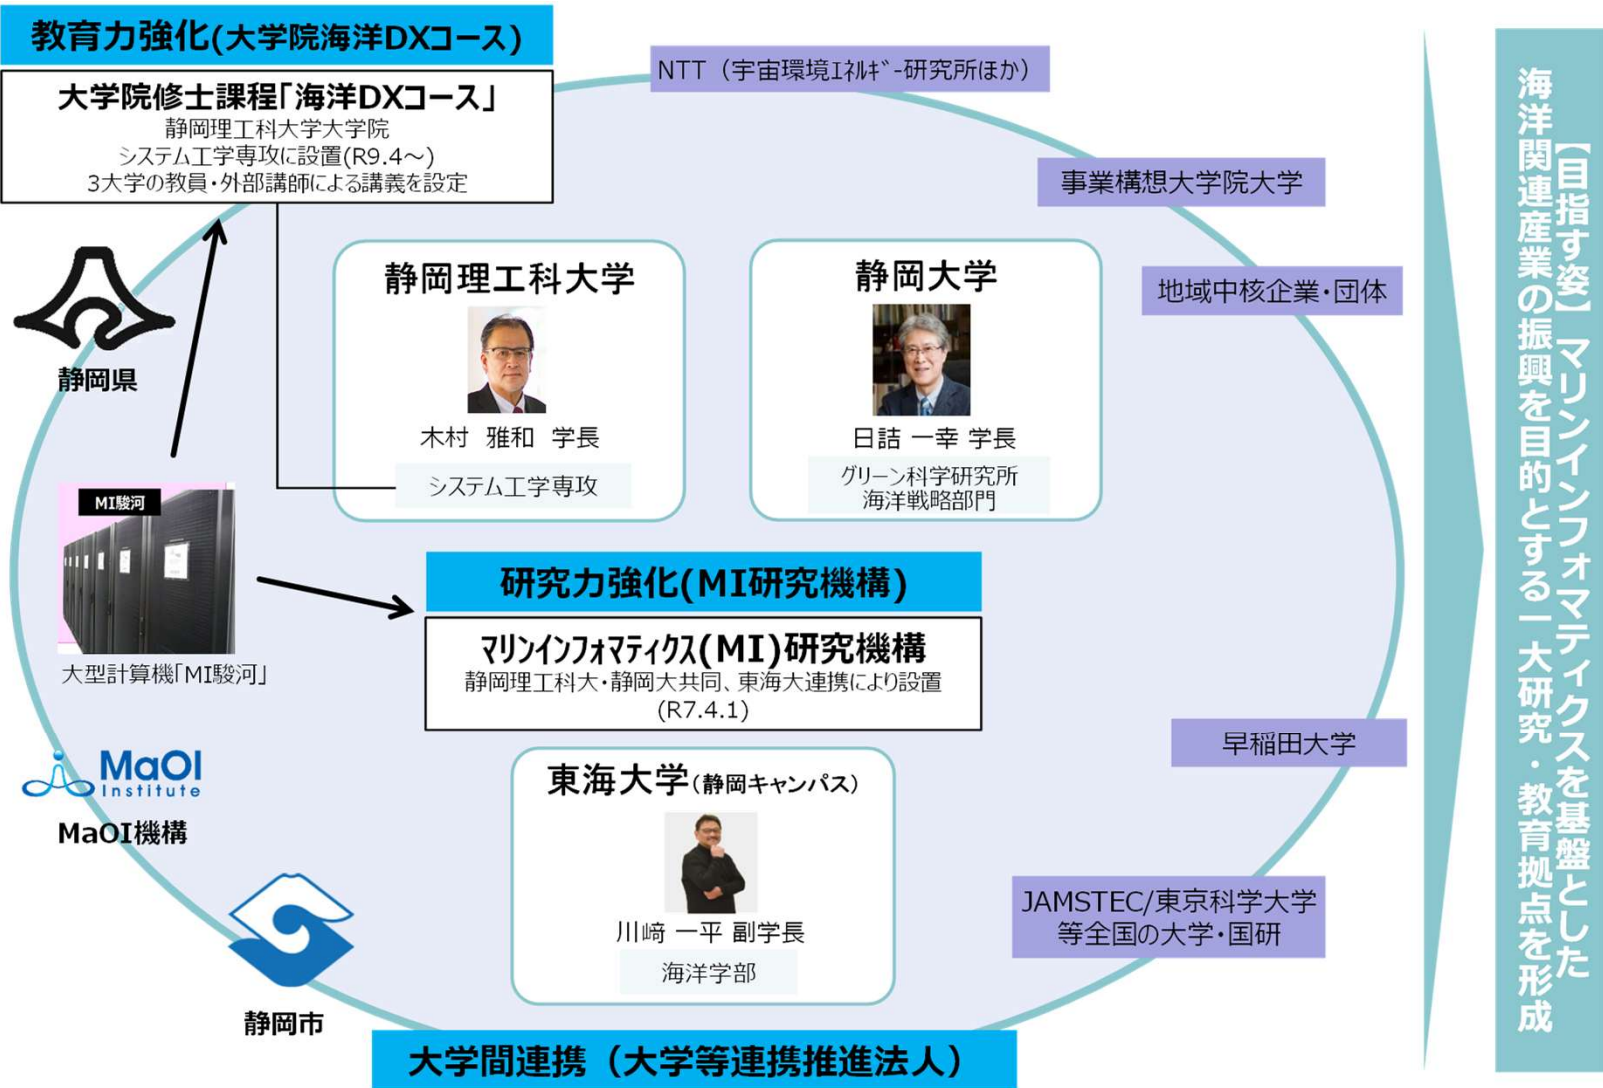 教育力強化(大学院海洋DXコース)
大学院修士課程「海洋DXコース」
静岡理工科大学大学院
システム工学専攻に設置(R9.4～)
3大学の教員・外部講師による講義を設定
NTT（宇宙環境ｴﾈﾙｷﾞｰ研究所ほか）
事業構想大学院大学
地域中核企業・団体
静岡県
静岡理工科大学
木村 雅和 学長
システム工学専攻
静岡大学
日詰 一幸 学長
グリーン科学研究所
海洋戦略部門
MI駿河
大型計算機「MI駿河」
研究力強化(MI研究機構)
ﾏﾘﾝｲﾝﾌｫﾏﾃｨｸｽ(MI)研究機構
静岡理工科大・静岡大共同、東海大連携により設置
(R7.4.1)
早稲田大学
MaOI
Institute
MaOI機構
東海大学(静岡キャンパス)
川﨑 一平 副学長
海洋学部
JAMSTEC/東京科学大学
等全国の大学・国研
静岡市
大学間連携（大学等連携推進法人）
【目指す姿】マリンインフォマティクスを基盤とした
海洋関連産業の振興を目的とする一大研究・教育拠点を形成